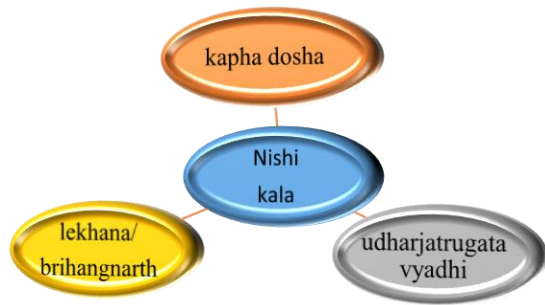 kapha dosha
Nishi
kala
lekhana/
brihangnarth
udharjatrugata
vyadhi